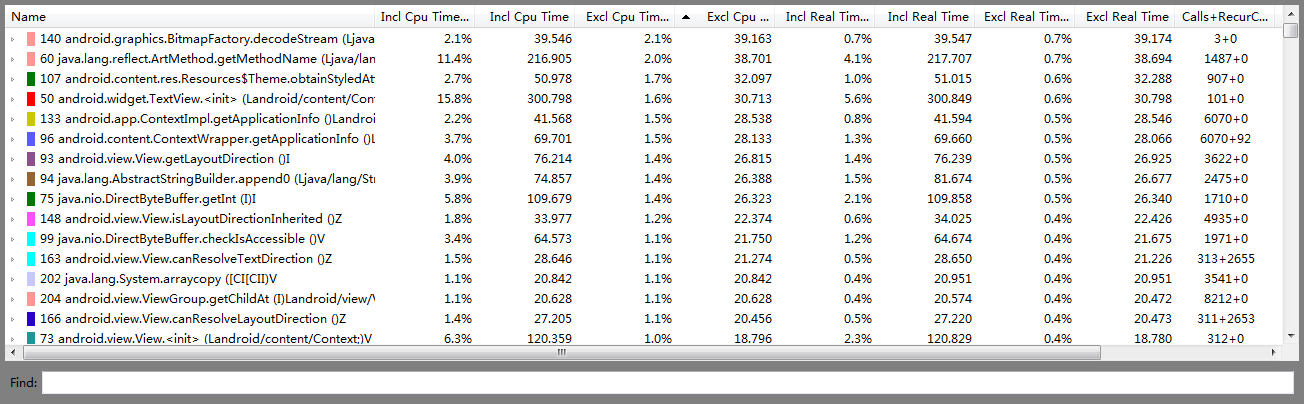 Name Incl Cpu Time... Incl Cpu Time Excl Cpu Tim... Excl Cpu ... Incl Real Tim... Incl Real Time Excl Real Tim... Excl Real Time Calls+RecurC...
140 android.graphics.BitmapFactory.decodeStream (Ljava 2.1% 39.546 2.1% 39.163 0.7% 39.547 0.7% 39.174 3+0
60 java.lang.reflect.ArtMethod.getMethodName (Ljava/lan 11.4% 216.905 2.0% 38.701 4.1% 217.707 0.7% 38.694 1487+0
107 android.content.res.Resources$Theme.obtainStyledAt 2.7% 50.978 1.7% 32.097 1.0% 51.015 0.6% 32.288 907+0
50 android.widget.TextView.<init> (Landroid/content/Con 15.8% 300.798 1.6% 30.713 5.6% 300.849 0.6% 30.798 101+0
133 android.app.ContextImpl.getApplicationInfo ()Landroi 2.2% 41.568 1.5% 28.538 0.8% 41.594 0.5% 28.546 6070+0
96 android.content.ContextWrapper.getApplicationInfo ()L 3.7% 69.701 1.5% 28.133 1.3% 69.660 0.5% 28.066 6070+92
93 android.view.View.getLayoutDirection ()I 4.0% 76.214 1.4% 26.815 1.4% 76.239 0.5% 26.925 3622+0
94 java.lang.AbstractStringBuilder.append0 (Ljava/lang/Str 3.9% 74.857 1.4% 26.388 1.5% 81.674 0.5% 26.677 2475+0
75 java.nio.DirectByteBuffer.getInt (I)I 5.8% 109.679 1.4% 26.323 2.1% 109.858 0.5% 26.340 1710+0
148 android.view.View.isLayoutDirectionInherited ()Z 1.8% 33.977 1.2% 22.374 0.6% 34.025 0.4% 22.426 4935+0
99 java.nio.DirectByteBuffer.checkIsAccessible ()V 3.4% 64.573 1.1% 21.750 1.2% 64.674 0.4% 21.675 1971+0
163 android.view.View.canResolveTextDirection ()Z 1.5% 28.646 1.1% 21.274 0.5% 28.650 0.4% 21.226 313+2655
202 java.lang.System.arraycopy ([CI[CII)V 1.1% 20.842 1.1% 20.842 0.4% 20.951 0.4% 20.951 3541+0
204 android.view.ViewGroup.getChildAt (I)Landroid/view/V 1.1% 20.628 1.1% 20.628 0.4% 20.574 0.4% 20.472 8212+0
166 android.view.View.canResolveLayoutDirection ()Z 1.4% 27.205 1.1% 20.456 0.5% 27.220 0.4% 20.473 311+2653
73 android.view.View.<init> (Landroid/content/Context;)V 6.3% 120.359 1.0% 18.796 2.3% 120.829 0.4% 18.780 312+0
Find: